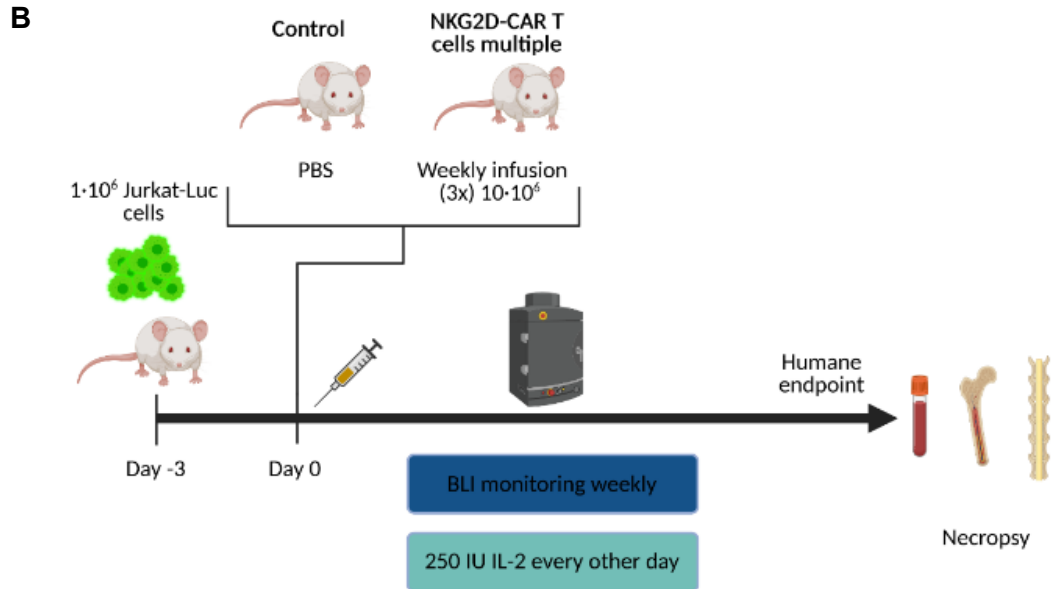 B
Control
NKG2D-CAR T
cells multiple
PBS
Weekly infusion
(3x) 10·10⁶
1·10⁶ Jurkat-Luc
cells
Humane
endpoint
Day -3
Day 0
BLI monitoring weekly
250 IU IL-2 every other day
Necropsy